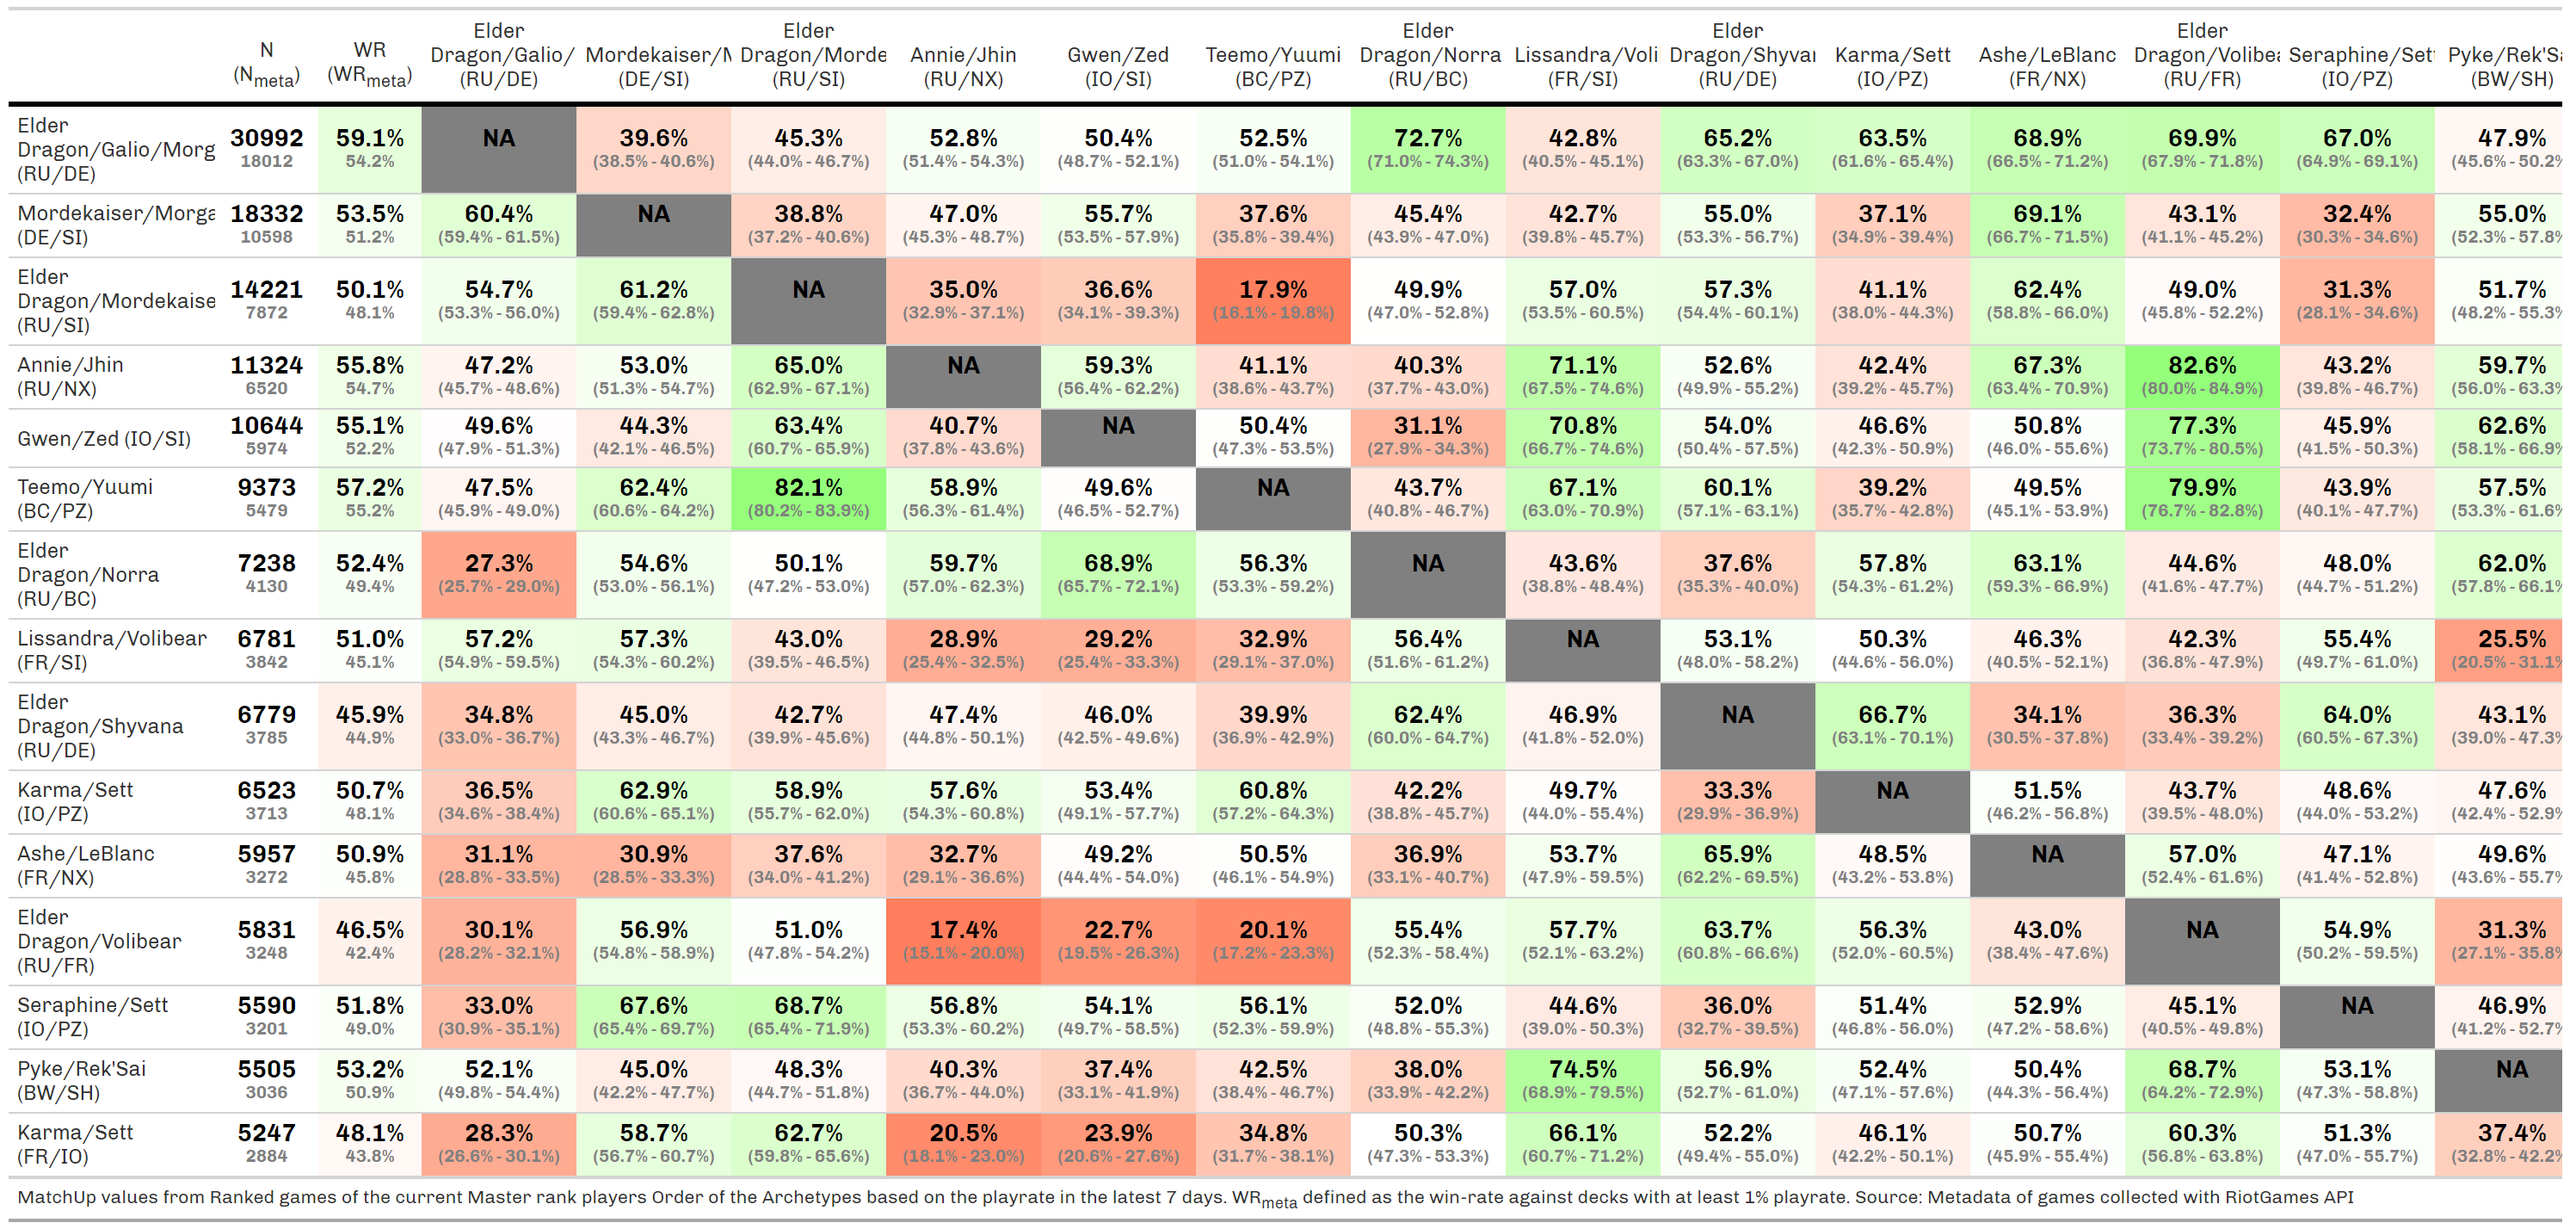 Elder Elder Elder Elder Elder
N WR Dragon/Galio/ Mordekaiser/M Dragon/Morde Annie/Jhin Gwen/Zed Teemo/Yuumi Dragon/Norra Lissandra/Voli Dragon/Shyvar Karma/Sett Ashe/LeBlanc Dragon/Volibea Seraphine/Sett Pyke/Rek'Sa
(Nmeta) (WRmeta) (RU/DE) (DE/SI) (RU/SI) (RU/NX) (IO/SI) (BC/PZ) (RU/BC) (FR/SI) (RU/DE) (IO/PZ) (FR/NX) (RU/FR) (IO/PZ) (BW/SH)
Elder
Dragon/Galio/Morg
(RU/DE)
30992 59.1% NA 39.6% 45.3% 52.8% 50.4% 52.5% 72.7% 42.8% 65.2% 63.5% 68.9% 69.9% 67.0% 47.9%
18012 54.2% (38.5% - 40.6%) (44.0% - 46.7%) (51.4% - 54.3%) (48.7% - 52.1%) (51.0% - 54.1%) (71.0% - 74.3%) (40.5% - 45.1%) (63.3% - 67.0%) (61.6% - 65.4%) (66.5% - 71.2%) (67.9% - 71.8%) (64.9% - 69.1%) (45.6% - 50.2%
Mordekaiser/Morga 18332 53.5% 60.4% NA 38.8% 47.0% 55.7% 37.6% 45.4% 42.7% 55.0% 37.1% 69.1% 43.1% 32.4% 55.0%
(DE/SI) 10598 51.2% (59.4% - 61.5%) (37.2% - 40.6%) (45.3% - 48.7%) (53.5% - 57.9%) (35.8% - 39.4%) (43.9% - 47.0%) (39.8% - 45.7%) (53.3% - 56.7%) (34.9% - 39.4%) (66.7% - 71.5%) (41.1% - 45.2%) (30.3% - 34.6%) (52.3% - 57.8%
Elder
Dragon/Mordekaise
(RU/SI)
14221 50.1% 54.7% 61.2% NA 35.0% 36.6% 17.9% 49.9% 57.0% 57.3% 41.1% 62.4% 49.0% 31.3% 51.7%
7872 48.1% (53.3% - 56.0%) (59.4% - 62.8%) (32.9% - 37.1%) (34.1% - 39.3%) (16.1% - 19.8%) (47.0% - 52.8%) (53.5% - 60.5%) (54.4% - 60.1%) (38.0% - 44.3%) (58.8% - 66.0%) (45.8% - 52.2%) (28.1% - 34.6%) (48.2% - 55.3%
Annie/Jhin 11324 55.8% 47.2% 53.0% 65.0% NA 59.3% 41.1% 40.3% 71.1% 52.6% 42.4% 67.3% 82.6% 43.2% 59.7%
(RU/NX) 6520 54.7% (45.7% - 48.6%) (51.3% - 54.7%) (62.9% - 67.1%) (56.4% - 62.2%) (38.6% - 43.7%) (37.7% - 43.0%) (67.5% - 74.6%) (49.9% - 55.2%) (39.2% - 45.7%) (63.4% - 70.9%) (80.0% - 84.9%) (39.8% - 46.7%) (56.0% - 63.3%
Gwen/Zed (IO/SI)
10644 55.1% 49.6% 44.3% 63.4% 40.7% NA 50.4% 31.1% 70.8% 54.0% 46.6% 50.8% 77.3% 45.9% 62.6%
5974 52.2% (47.9% - 51.3%) (42.1% - 46.5%) (60.7% - 65.9%) (37.8% - 43.6%) (47.3% - 53.5%) (27.9% - 34.3%) (66.7% - 74.6%) (50.4% - 57.5%) (42.3% - 50.9%) (46.0% - 55.6%) (73.7% - 80.5%) (41.5% - 50.3%) (58.1% - 66.9%
Teemo/Yuumi 9373 57.2% 47.5% 62.4% 82.1% 58.9% 49.6% NA 43.7% 67.1% 60.1% 39.2% 49.5% 79.9% 43.9% 57.5%
(BC/PZ) 5479 55.2% (45.9% - 49.0%) (60.6% - 64.2%) (80.2% - 83.9%) (56.3% - 61.4%) (46.5% - 52.7%) (40.8% - 46.7%) (63.0% - 70.9%) (57.1% - 63.1%) (35.7% - 42.8%) (45.1% - 53.9%) (76.7% - 82.8%) (40.1% - 47.7%) (53.3% - 61.6%
Elder
Dragon/Norra
(RU/BC)
7238 52.4% 27.3% 54.6% 50.1% 59.7% 68.9% 56.3% NA 43.6% 37.6% 57.8% 63.1% 44.6% 48.0% 62.0%
4130 49.4% (25.7% - 29.0%) (53.0% - 56.1%) (47.2% - 53.0%) (57.0% - 62.3%) (65.7% - 72.1%) (53.3% - 59.2%) (38.8% - 48.4%) (35.3% - 40.0%) (54.3% - 61.2%) (59.3% - 66.9%) (41.6% - 47.7%) (44.7% - 51.2%) (57.8% - 66.1%
Lissandra/Volibear 6781 51.0% 57.2% 57.3% 43.0% 28.9% 29.2% 32.9% 56.4% NA 53.1% 50.3% 46.3% 42.3% 55.4% 25.5%
(FR/SI) 3842 45.1% (54.9% - 59.5%) (54.3% - 60.2%) (39.5% - 46.5%) (25.4% - 32.5%) (25.4% - 33.3%) (29.1% - 37.0%) (51.6% - 61.2%) (48.0% - 58.2%) (44.6% - 56.0%) (40.5% - 52.1%) (36.8% - 47.9%) (49.7% - 61.0%) (20.5% - 31.1%
Elder
Dragon/Shyvana
(RU/DE)
6779 45.9% 34.8% 45.0% 42.7% 47.4% 46.0% 39.9% 62.4% 46.9% NA 66.7% 34.1% 36.3% 64.0% 43.1%
3785 44.9% (33.0% - 36.7%) (43.3% - 46.7%) (39.9% - 45.6%) (44.8% - 50.1%) (42.5% - 49.6%) (36.9% - 42.9%) (60.0% - 64.7%) (41.8% - 52.0%) (63.1% - 70.1%) (30.5% - 37.8%) (33.4% - 39.2%) (60.5% - 67.3%) (39.0% - 47.3%
Karma/Sett 6523 50.7% 36.5% 62.9% 58.9% 57.6% 53.4% 60.8% 42.2% 49.7% 33.3% NA 51.5% 43.7% 48.6% 47.6%
(IO/PZ) 3713 48.1% (34.6% - 38.4%) (60.6% - 65.1%) (55.7% - 62.0%) (54.3% - 60.8%) (49.1% - 57.7%) (57.2% - 64.3%) (38.8% - 45.7%) (44.0% - 55.4%) (29.9% - 36.9%) (46.2% - 56.8%) (39.5% - 48.0%) (44.0% - 53.2%) (42.4% - 52.9%
Ashe/LeBlanc 5957 50.9% 31.1% 30.9% 37.6% 32.7% 49.2% 50.5% 36.9% 53.7% 65.9% 48.5% NA 57.0% 47.1% 49.6%
(FR/NX) 3272 45.8% (28.8% - 33.5%) (28.5% - 33.3%) (34.0% - 41.2%) (29.1% - 36.6%) (44.4% - 54.0%) (46.1% - 54.9%) (33.1% - 40.7%) (47.9% - 59.5%) (62.2% - 69.5%) (43.2% - 53.8%) (52.4% - 61.6%) (41.4% - 52.8%) (43.6% - 55.7%
Elder
Dragon/Volibear
(RU/FR)
5831 46.5% 30.1% 56.9% 51.0% 17.4% 22.7% 20.1% 55.4% 57.7% 63.7% 56.3% 43.0% NA 54.9% 31.3%
3248 42.4% (28.2% - 32.1%) (54.8% - 58.9%) (47.8% - 54.2%) (15.1% - 20.0%) (19.5% - 26.3%) (17.2% - 23.3%) (52.3% - 58.4%) (52.1% - 63.2%) (60.8% - 66.6%) (52.0% - 60.5%) (38.4% - 47.6%) (50.2% - 59.5%) (27.1% - 35.8%
Seraphine/Sett 5590 51.8% 33.0% 67.6% 68.7% 56.8% 54.1% 56.1% 52.0% 44.6% 36.0% 51.4% 52.9% 45.1% NA 46.9%
(IO/PZ) 3201 49.0% (30.9% - 35.1%) (65.4% - 69.7%) (65.4% - 71.9%) (53.3% - 60.2%) (49.7% - 58.5%) (52.3% - 59.9%) (48.8% - 55.3%) (39.0% - 50.3%) (32.7% - 39.5%) (46.8% - 56.0%) (47.2% - 58.6%) (40.5% - 49.8%) (41.2% - 52.7%
Pyke/Rek'Sai 5505 53.2% 52.1% 45.0% 48.3% 40.3% 37.4% 42.5% 38.0% 74.5% 56.9% 52.4% 50.4% 68.7% 53.1% NA
(BW/SH) 3036 50.9% (49.8% - 54.4%) (42.2% - 47.7%) (44.7% - 51.8%) (36.7% - 44.0%) (33.1% - 41.9%) (38.4% - 46.7%) (33.9% - 42.2%) (68.9% - 79.5%) (52.7% - 61.0%) (47.1% - 57.6%) (44.3% - 56.4%) (64.2% - 72.9%) (47.3% - 58.8%)
Karma/Sett 5247 48.1% 28.3% 58.7% 62.7% 20.5% 23.9% 34.8% 50.3% 66.1% 52.2% 46.1% 50.7% 60.3% 51.3% 37.4%
(FR/IO) 2884 43.8% (26.6% - 30.1%) (56.7% - 60.7%) (59.8% - 65.6%) (18.1% - 23.0%) (20.6% - 27.6%) (31.7% - 38.1%) (47.3% - 53.3%) (60.7% - 71.2%) (49.4% - 55.0%) (42.2% - 50.1%) (45.9% - 55.4%) (56.8% - 63.8%) (47.0% - 55.7%) (32.8% - 42.2%
MatchUp values from Ranked games of the current Master rank players Order of the Archetypes based on the playrate in the latest 7 days. WRmeta defined as the win-rate against decks with at least 1% playrate. Source: Metadata of games collected with RiotGames API